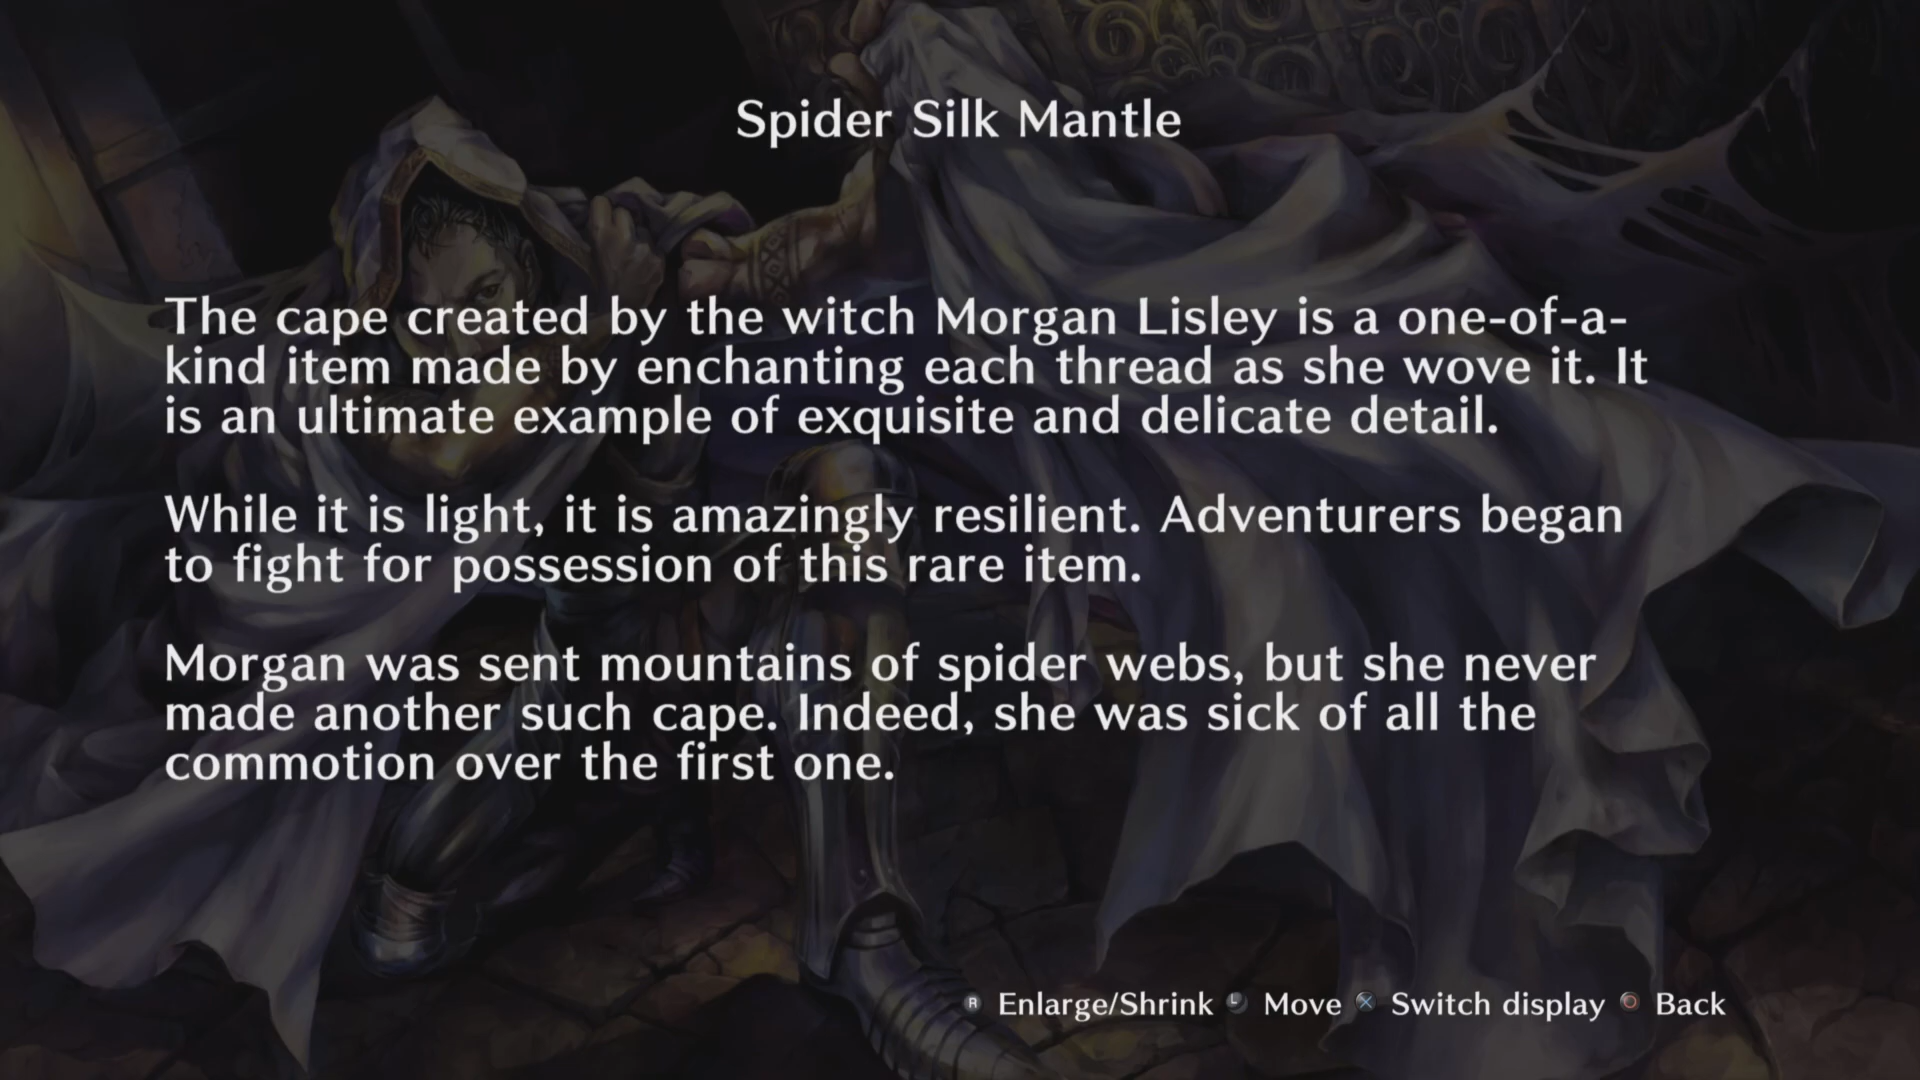 Spider Silk Mantle
The cape created by the witch Morgan Lisley is a one-of-a-
kind item made by enchanting each thread as she wove it. It
is an ultimate example of exquisite and delicate detail.
While it is light, it is amazingly resilient. Adventurers began
to fight for possession of this rare item.
Morgan was sent mountains of spider webs, but she never
made another such cape. Indeed, she was sick of all the
commotion over the first one.
R Enlarge/Shrink L Move Switch display Back